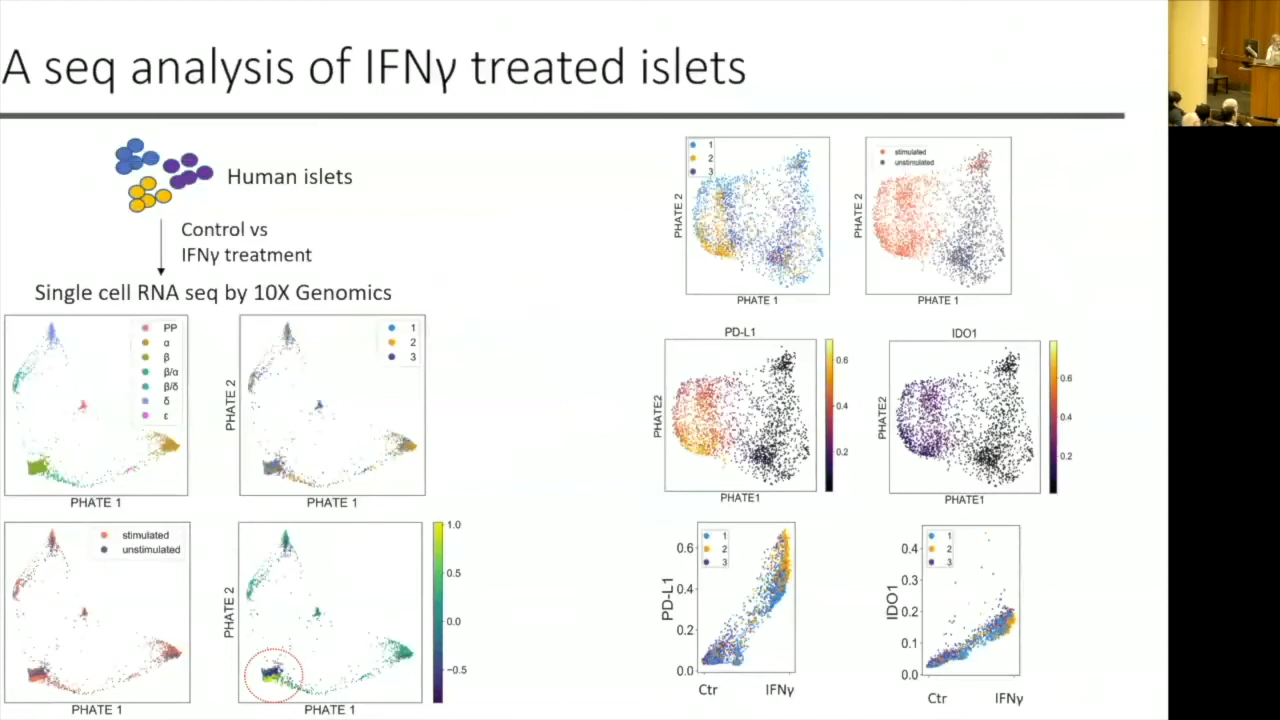 A seq analysis of IFNγ treated islets
Human islets
Control vs
IFNγ treatment
Single cell RNA seq by 10X Genomics
PP
α
β
β/α
β/δ
δ
ε
PHATE 1
1
2
3
PHATE 2
PHATE 1
stimulated
unstimulated
PHATE 1
PHATE 2
PHATE 1
1.0
0.5
0.0
−0.5
1
2
3
PHATE 2
PHATE 1
stimulated
unstimulated
PHATE 2
PHATE 1
PD-L1
PHATE2
PHATE1
0.6
0.4
0.2
IDO1
PHATE2
PHATE1
0.6
0.4
0.2
1
2
3
PD-L1
0.6
0.4
0.2
0.0
Ctr IFNγ
1
2
3
IDO1
0.4
0.3
0.2
0.1
0.0
Ctr IFNγ